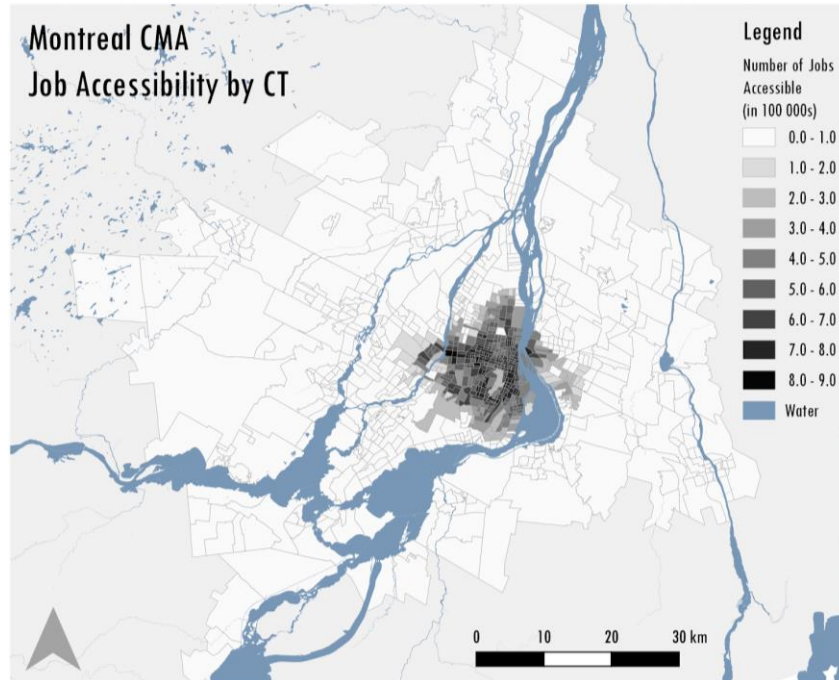 Montreal CMA
Job Accessibility by CT
Legend
Number of Jobs
Accessible
(in 100 000s)
0.0 - 1.0
1.0 - 2.0
2.0 - 3.0
3.0 - 4.0
4.0 - 5.0
5.0 - 6.0
6.0 - 7.0
7.0 - 8.0
8.0 - 9.0
Water
0 10 20 30 km